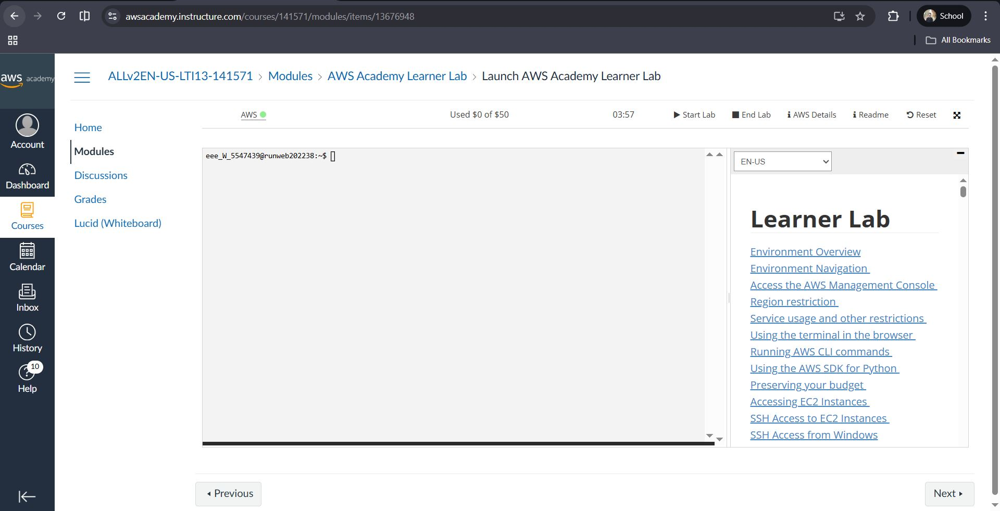 awsacademy.instructure.com/courses/141571/modules/items/13676948
School
All Bookmarks
aws academy
Account
Dashboard
Courses
Calendar
Inbox
History
10
Help
ALLv2EN-US-LTI13-141571 > Modules > AWS Academy Learner Lab > Launch AWS Academy Learner Lab
Home
Modules
Discussions
Grades
Lucid (Whiteboard)
AWS
Used $0 of $50
03:57
Start Lab
End Lab
AWS Details
Readme
Reset
eee_W_5547439@runweb202238:~$
EN-US
Learner Lab
Environment Overview
Environment Navigation
Access the AWS Management Console
Region restriction
Service usage and other restrictions
Using the terminal in the browser
Running AWS CLI commands
Using the AWS SDK for Python
Preserving your budget
Accessing EC2 Instances
SSH Access to EC2 Instances
SSH Access from Windows
Previous
Next